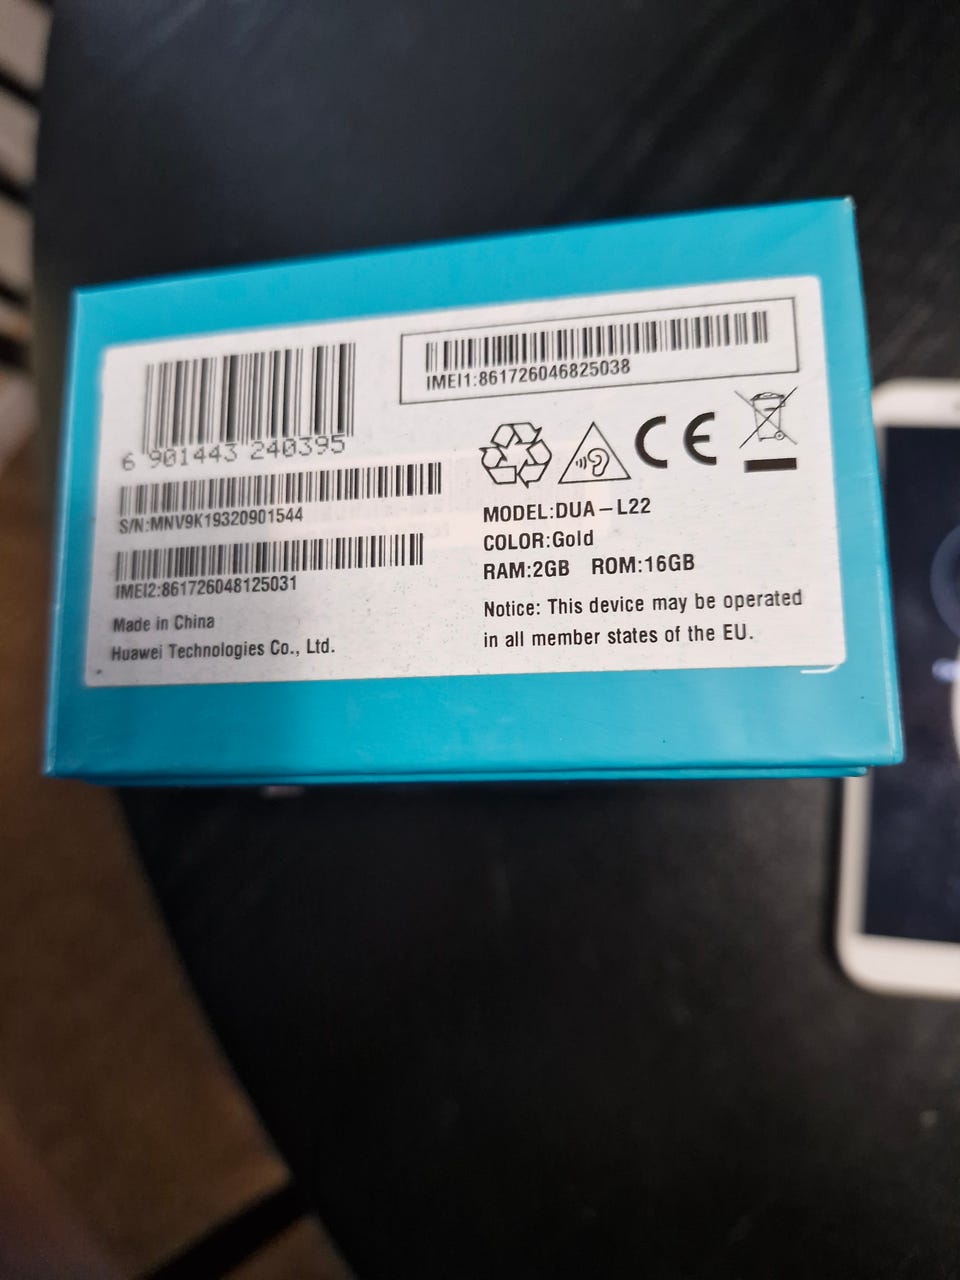 6 901443 240395
S/N:MNV9K19320901544
IMEI2:861726048125031
Made in China
Huawei Technologies Co., Ltd.
IMEI1:861726046825038
CE
MODEL:DUA–L22
COLOR:Gold
RAM:2GB ROM:16GB
Notice: This device may be operated
in all member states of the EU.